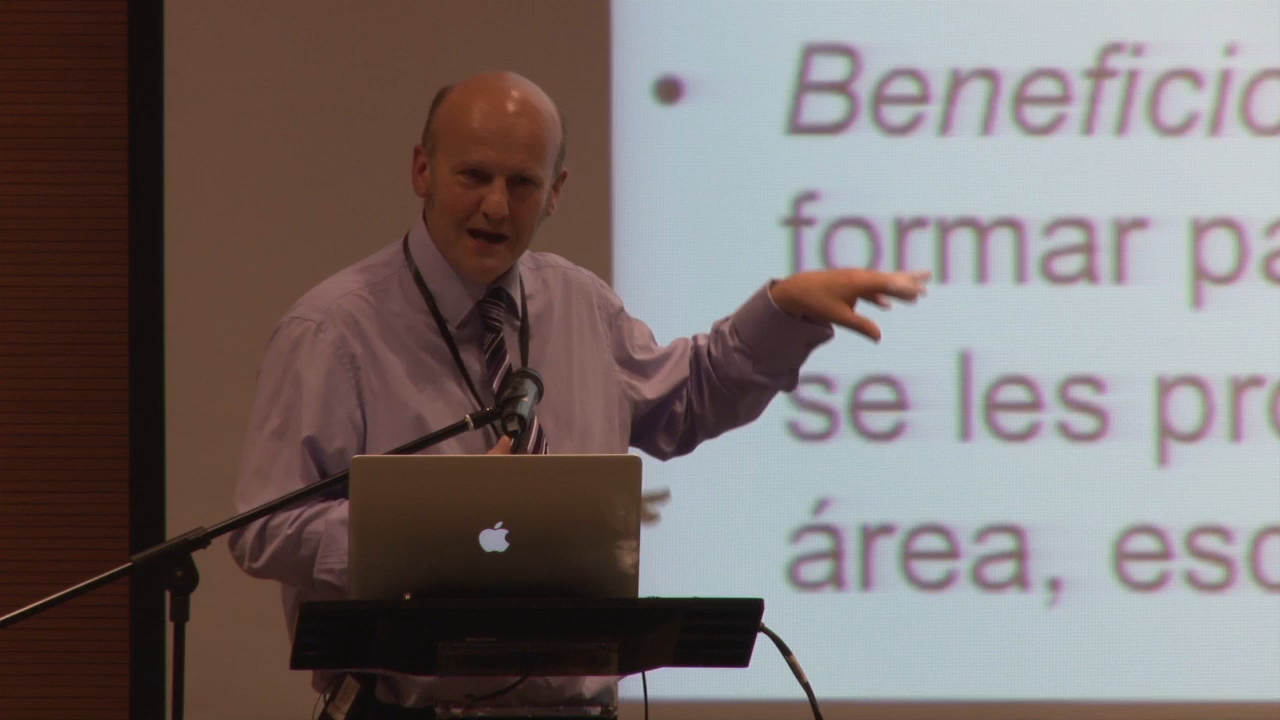 • Beneficio
formar pa
se les pro
área, esc